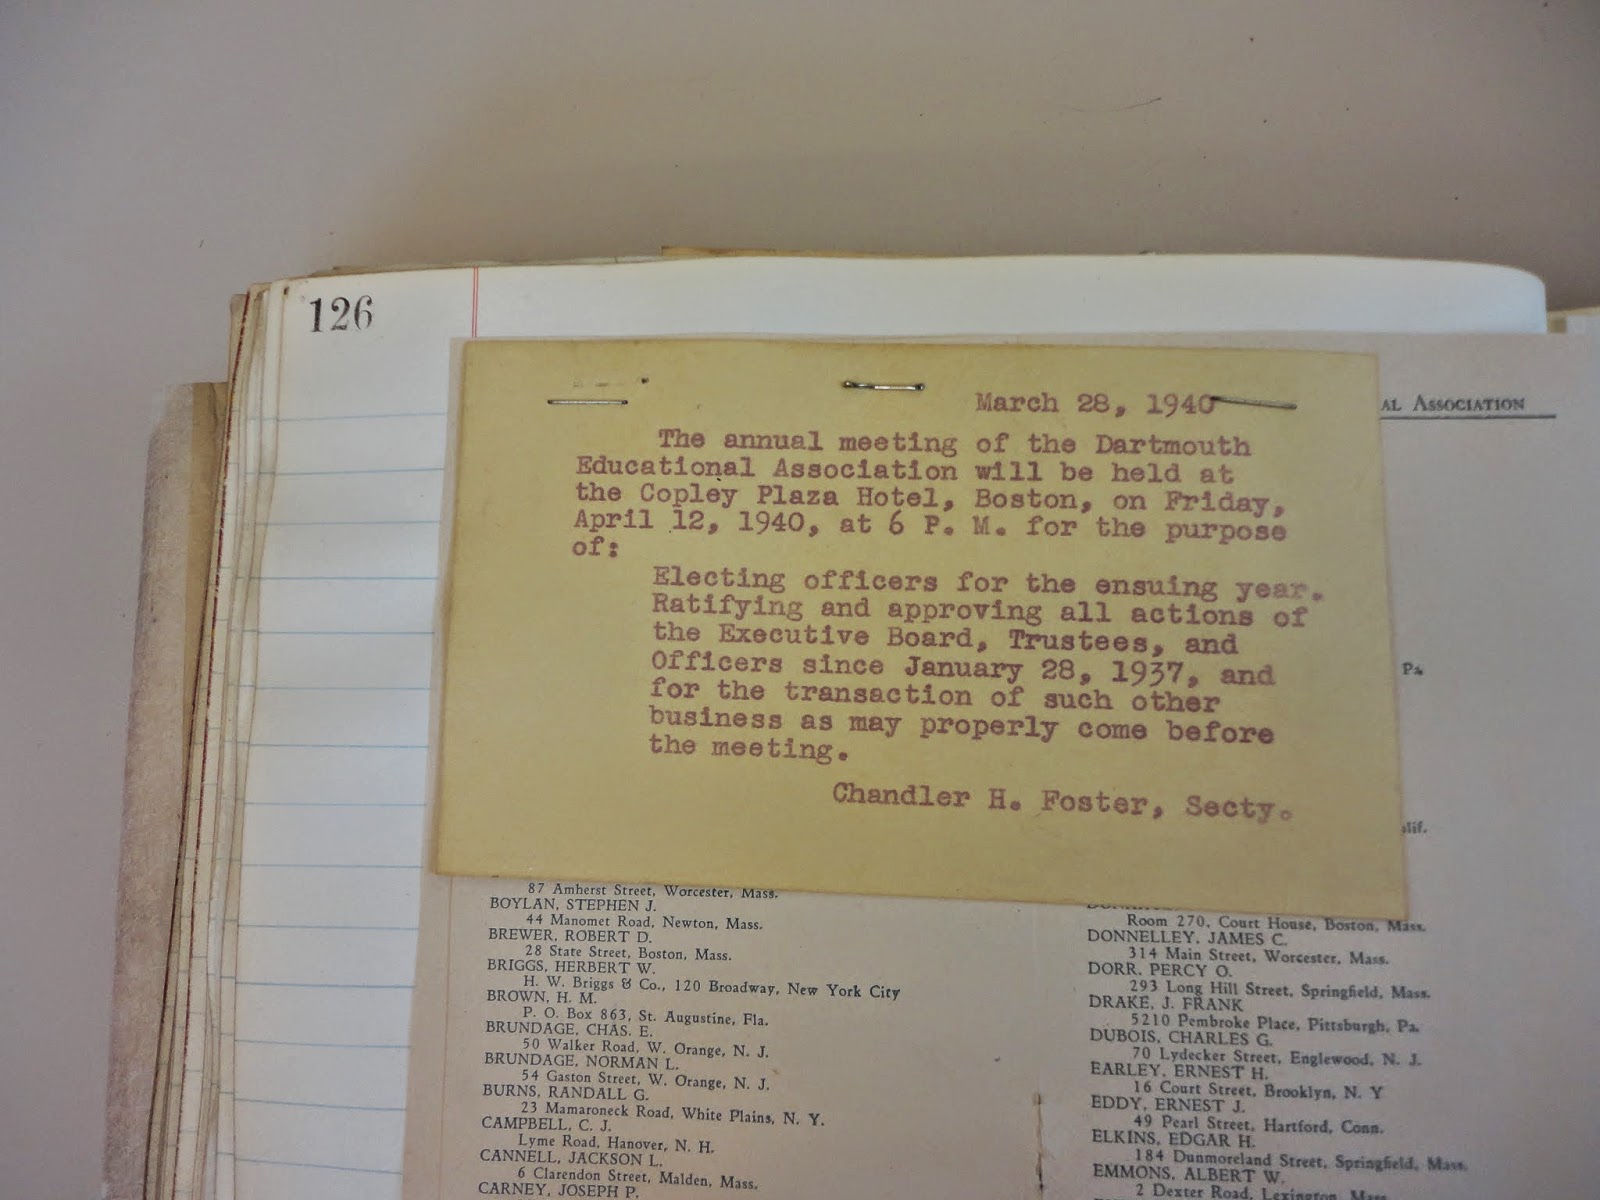 126
AL ASSOCIATION
March 28, 1940
The annual meeting of the Dartmouth
Educational Association will be held at
the Copley Plaza Hotel, Boston, on Friday,
April 12, 1940, at 6 P. M. for the purpose
of:
Electing officers for the ensuing year.
Ratifying and approving all actions of
the Executive Board, Trustees, and
Officers since January 28, 1937, and
for the transaction of such other
business as may properly come before
the meeting.
Chandler H. Foster, Secty.
Pa.
lif.
87 Amherst Street, Worcester, Mass.
BOYLAN, STEPHEN J.
44 Manomet Road, Newton, Mass.
BREWER, ROBERT D.
28 State Street, Boston, Mass.
BRIGGS, HERBERT W.
H. W. Briggs & Co., 120 Broadway, New York City
BROWN, H. M.
P. O. Box 863, St. Augustine, Fla.
BRUNDAGE, CHAS. E.
50 Walker Road, W. Orange, N. J.
BRUNDAGE, NORMAN L.
54 Gaston Street, W. Orange, N. J.
BURNS, RANDALL G.
23 Mamaroneck Road, White Plains, N. Y.
CAMPBELL, C. J.
Lyme Road, Hanover, N. H.
CANNELL, JACKSON L.
6 Clarendon Street, Malden, Mass.
CARNEY, JOSEPH P.
Room 270, Court House, Boston, Mass.
DONNELLEY, JAMES C.
314 Main Street, Worcester, Mass.
DORR, PERCY O.
293 Long Hill Street, Springfield, Mass.
DRAKE, J. FRANK
5210 Pembroke Place, Pittsburgh, Pa.
DUBOIS, CHARLES G.
70 Lydecker Street, Englewood, N. J.
EARLEY, ERNEST H.
16 Court Street, Brooklyn, N. Y
EDDY, ERNEST J.
49 Pearl Street, Hartford, Conn.
ELKINS, EDGAR H.
184 Dunmoreland Street, Springfield, Mass.
EMMONS, ALBERT W.
2 Dexter Road, Lexington, Mass.